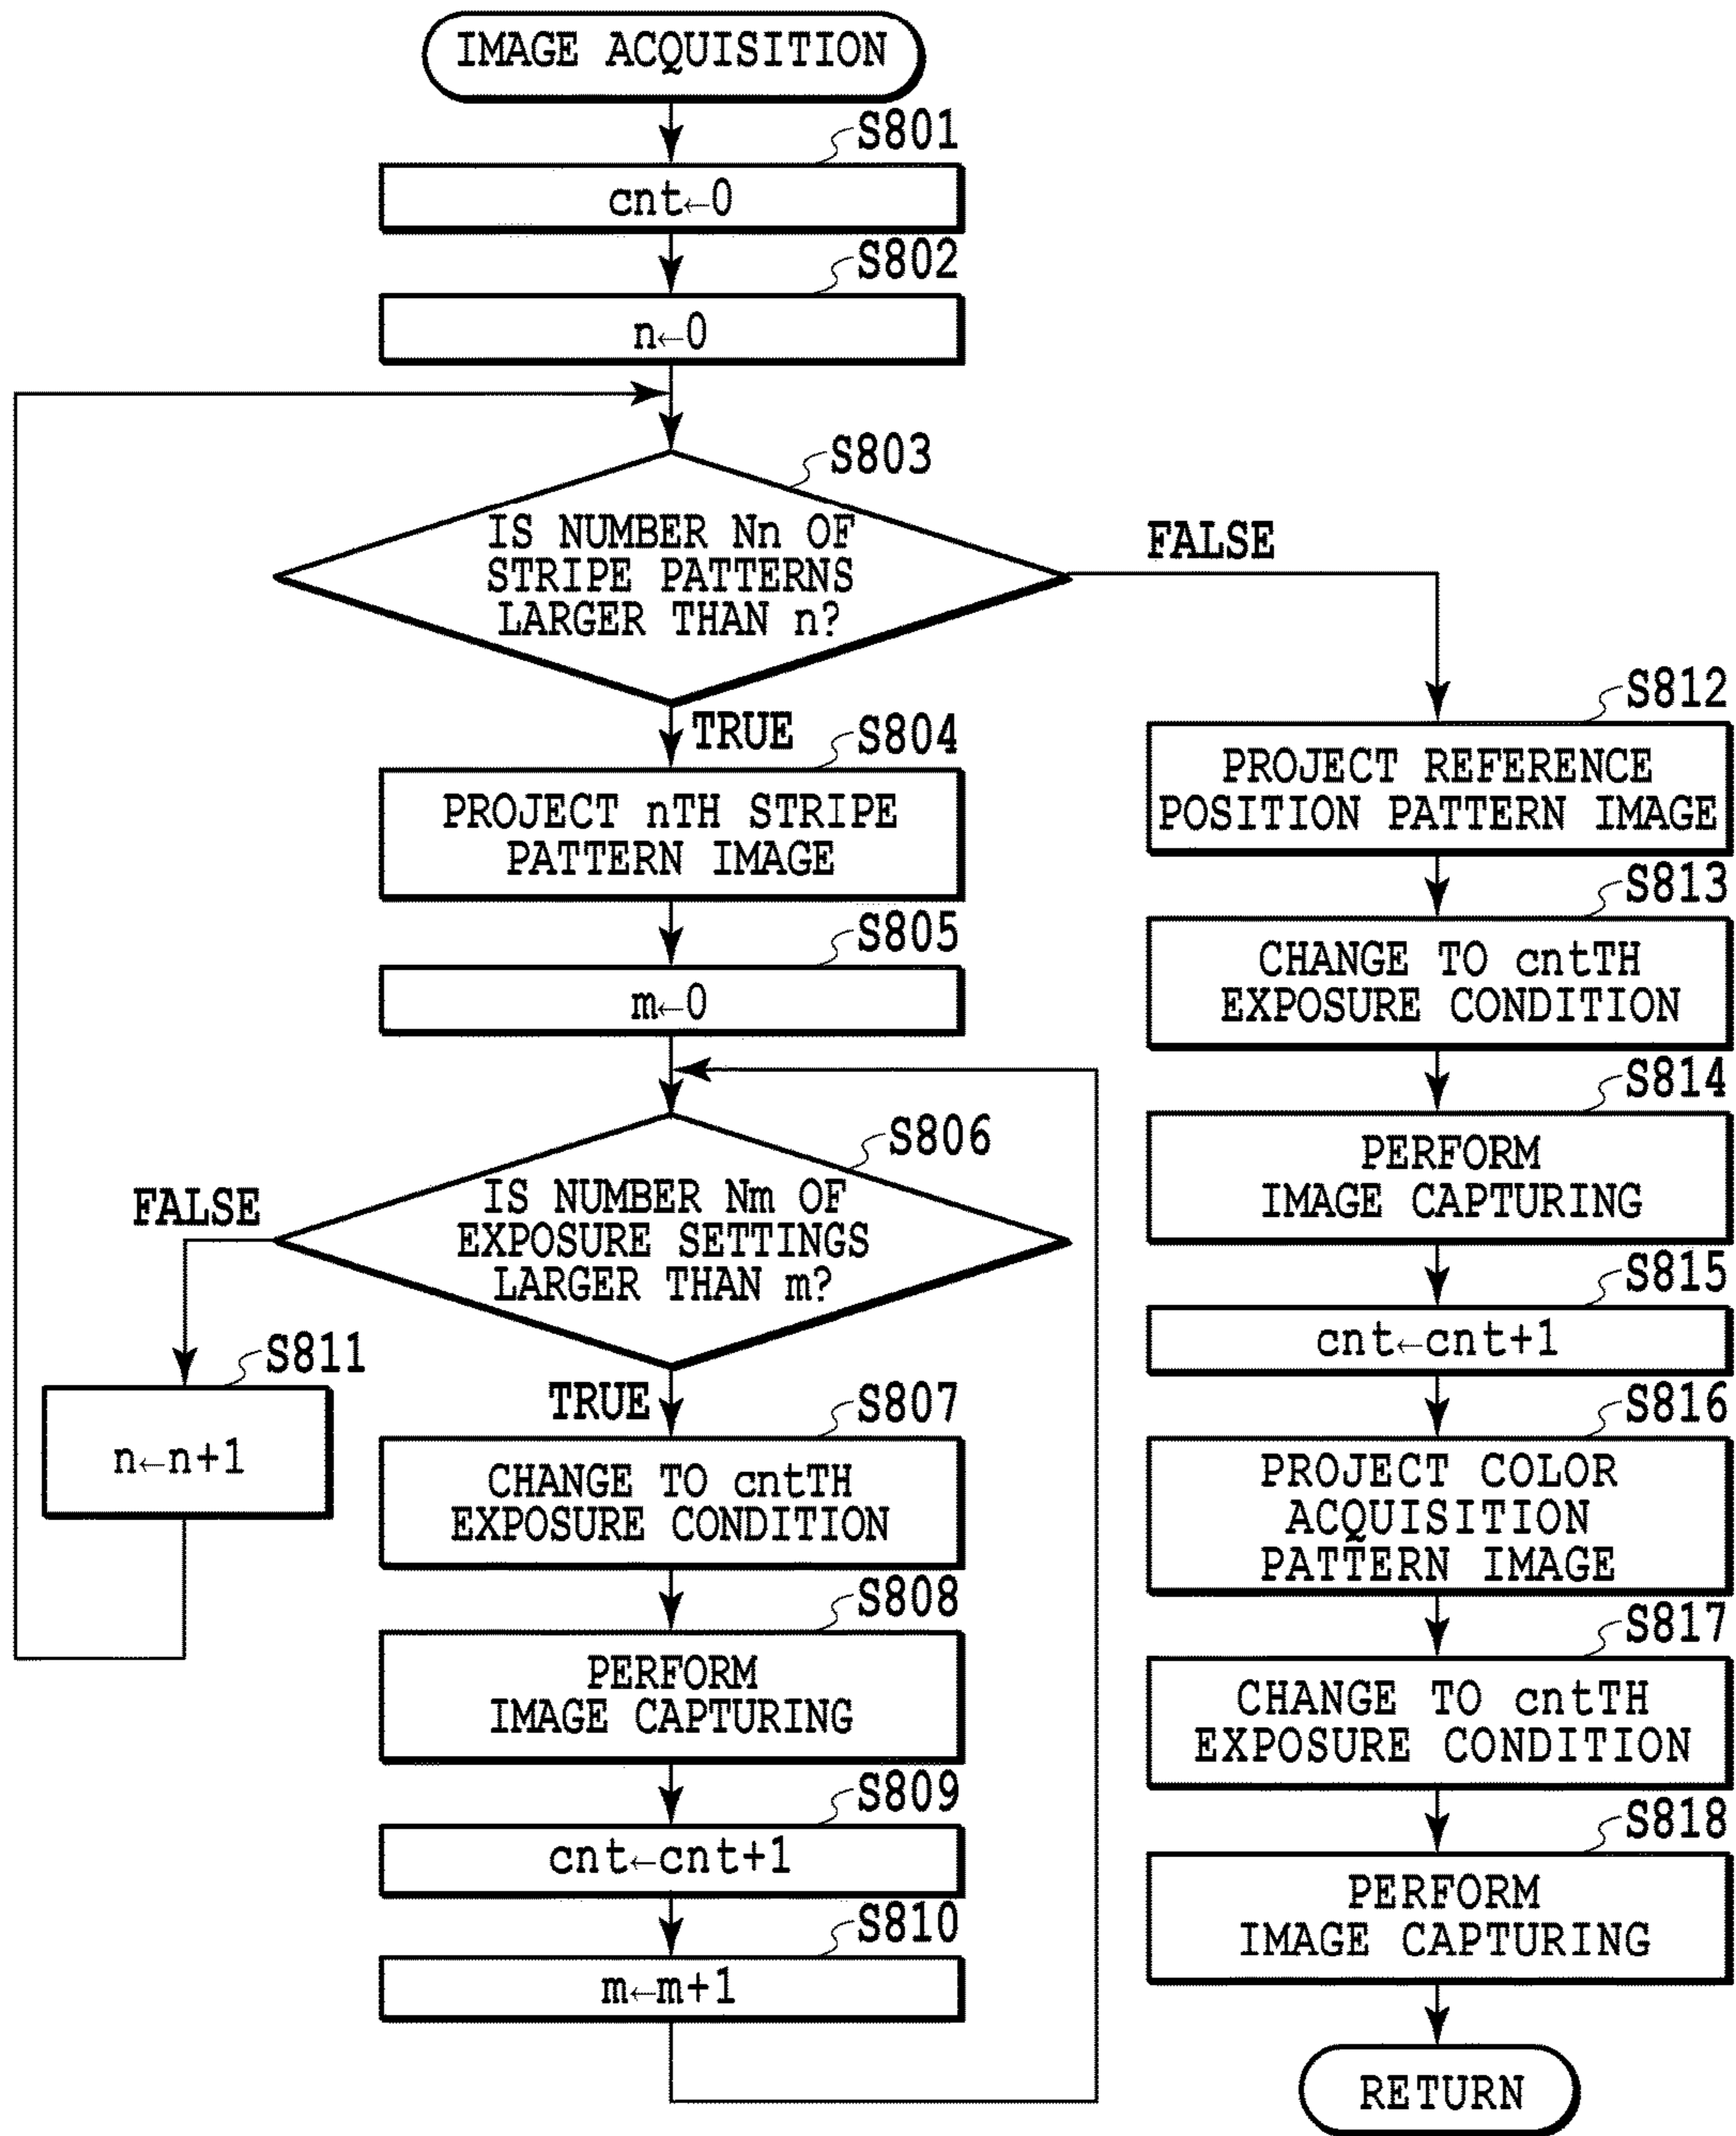 IMAGE ACQUISITION
S801
cnt←0
S802
n←0
S803
IS NUMBER Nn OF
STRIPE PATTERNS
LARGER THAN n?
FALSE
TRUE
S804
PROJECT nTH STRIPE
PATTERN IMAGE
S805
m←0
S806
IS NUMBER Nm OF
EXPOSURE SETTINGS
LARGER THAN m?
FALSE
S811
n←n+1
TRUE
S807
CHANGE TO cntTH
EXPOSURE CONDITION
S808
PERFORM
IMAGE CAPTURING
S809
cnt←cnt+1
S810
m←m+1
S812
PROJECT REFERENCE
POSITION PATTERN IMAGE
S813
CHANGE TO cntTH
EXPOSURE CONDITION
S814
PERFORM
IMAGE CAPTURING
S815
cnt←cnt+1
S816
PROJECT COLOR
ACQUISITION
PATTERN IMAGE
S817
CHANGE TO cntTH
EXPOSURE CONDITION
S818
PERFORM
IMAGE CAPTURING
RETURN